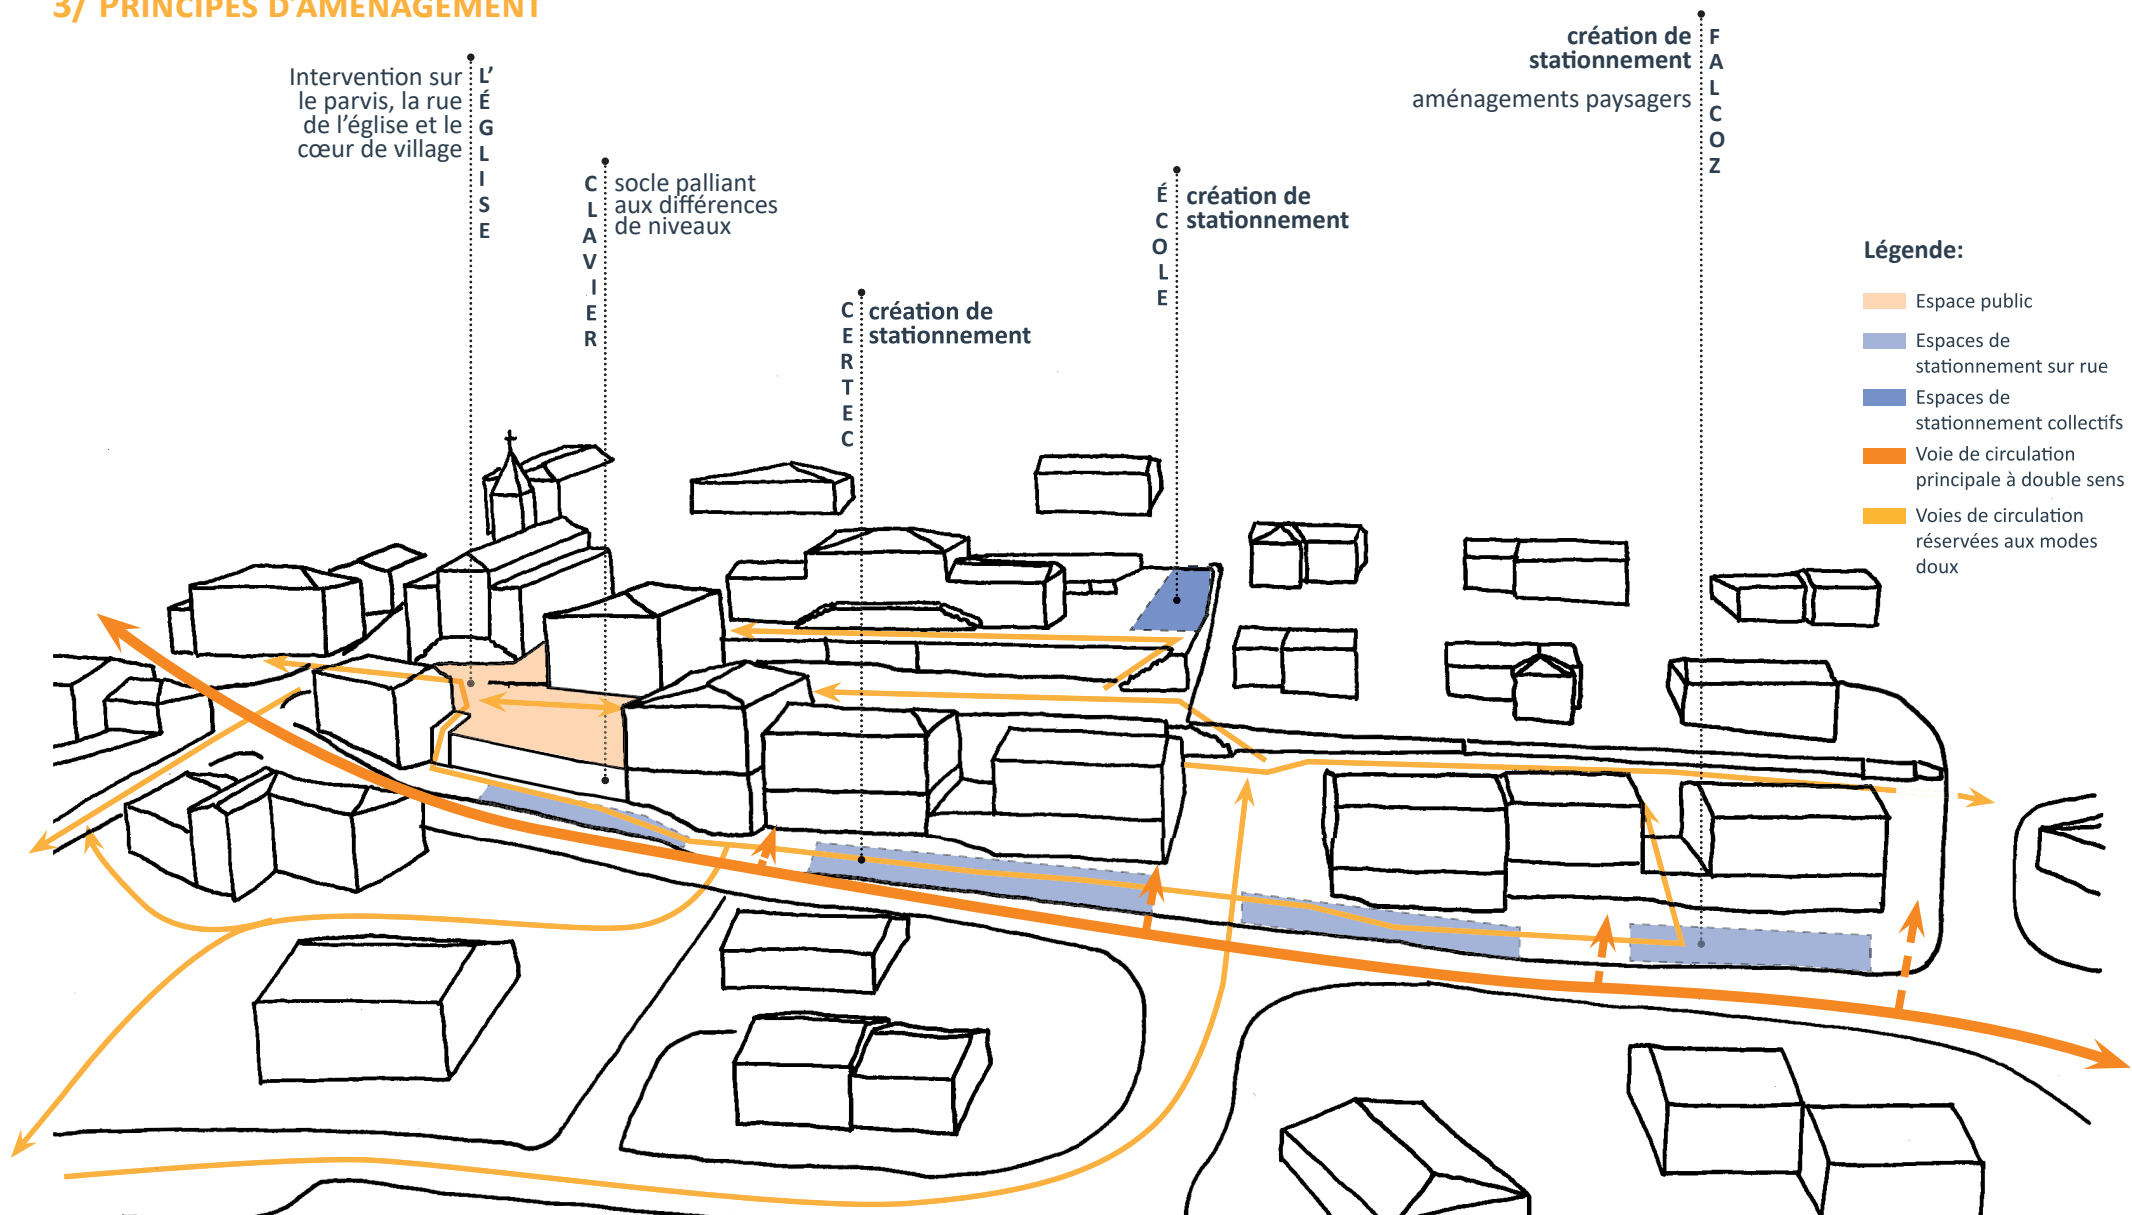 3/ PRINCIPES D'AMÉNAGEMENT
Intervention sur
le parvis, la rue
de l'église et le
cœur de village
L'ÉGLISE
CLAVIER
socle palliant
aux différences
de niveaux
CERTEC
création de
stationnement
ÉCOLE
création de
stationnement
création de
stationnement
aménagements paysagers
FALCOZ
Légende:
Espace public
Espaces de
stationnement sur rue
Espaces de
stationnement collectifs
Voie de circulation
principale à double sens
Voies de circulation
réservées aux modes
doux